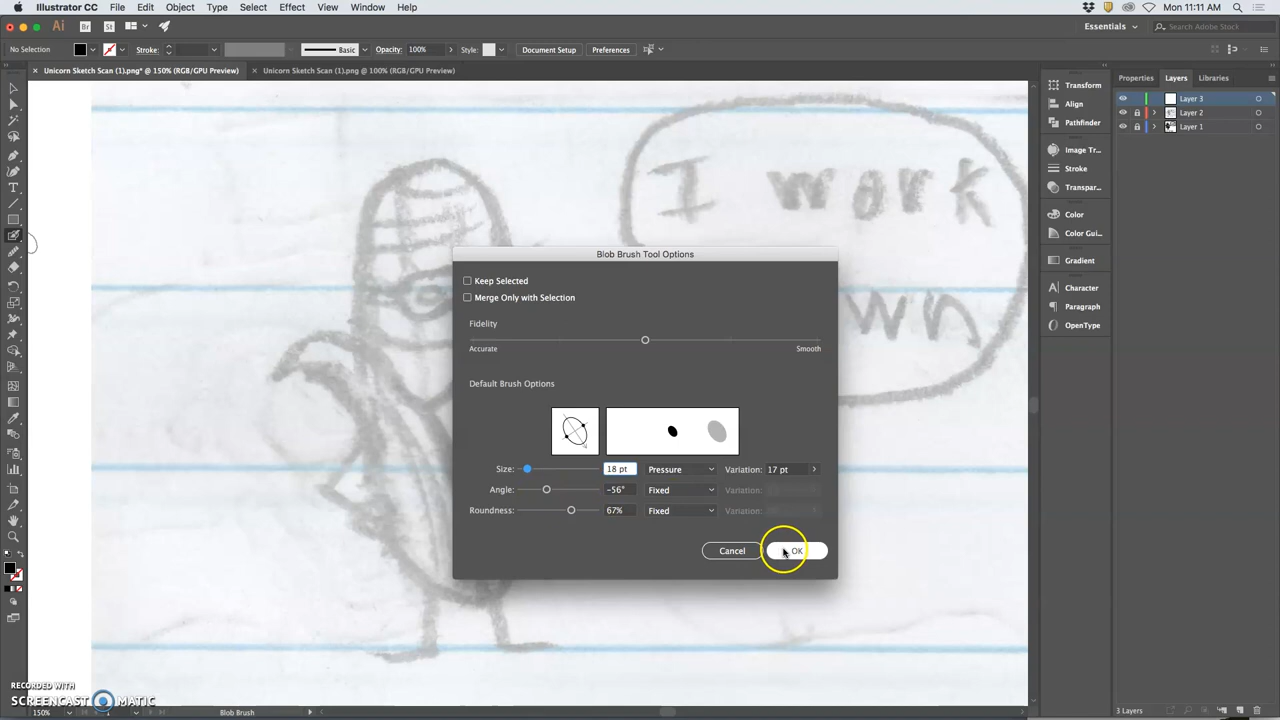 Illustrator CC File Edit Object Type Select Effect View Window Help
Mon 11:11 AM
Ai Br St
Essentials
Search Adobe Stock
No Selection Stroke: Basic Opacity: 100% Style: Document Setup Preferences
× Unicorn Sketch Scan (1).png* @ 150% (RGB/GPU Preview) × Unicorn Sketch Scan (1).png @ 100% (RGB/GPU Preview)
Properties Layers Libraries
Layer 3
Layer 2
Layer 1
Transform
Align
Pathfinder
Image Tr...
Stroke
Transpar...
Color
Color Gui...
Gradient
Character
Paragraph
OpenType
I work
wn
Blob Brush Tool Options
Keep Selected
Merge Only with Selection
Fidelity
Accurate Smooth
Default Brush Options
Size: 18 pt Pressure Variation: 17 pt
Angle: -56° Fixed Variation:
Roundness: 67% Fixed Variation:
Cancel OK
RECORDED WITH
SCREENCAST MATIC
150% 1 Blob Brush
3 Layers